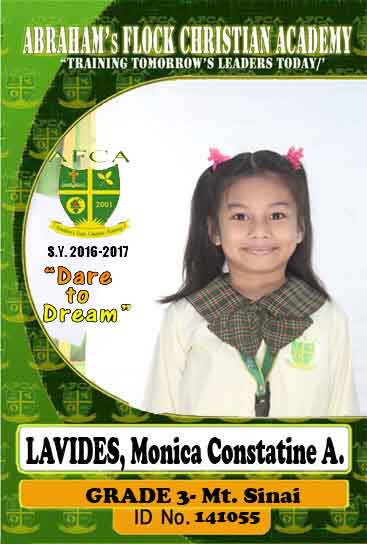 ABRAHAM's FLOCK CHRISTIAN ACADEMY
“TRAINING TOMORROW'S LEADERS TODAY!’
AFCA
2001
S.Y. 2016-2017
“Dare
to
Dream”
LAVIDES, Monica Constatine A.
GRADE 3- Mt. Sinai
ID No. 141055